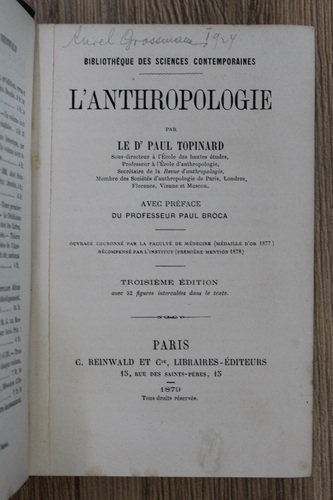 Aurel Grossmann 1924
BIBLIOTHÈQUE DES SCIENCES CONTEMPORAINES
L'ANTHROPOLOGIE
PAR
LE Dr PAUL TOPINARD
Sous-directeur à l'École des hautes études,
Professeur à l'École d'anthropologie,
Secrétaire de la Revue d'anthropologie,
Membre des Sociétés d'anthropologie de Paris, Londres,
Florence, Vienne et Moscou.
AVEC PRÉFACE
DU PROFESSEUR PAUL BROCA
OUVRAGE COURONNÉ PAR LA FACULTÉ DE MÉDECINE (MÉDAILLE D'OR 1877)
RÉCOMPENSÉ PAR L'INSTITUT (PREMIÈRE MENTION 1878)
TROISIÈME ÉDITION
avec 52 figures intercalées dans le texte.
PARIS
C. REINWALD ET Cie, LIBRAIRES-ÉDITEURS
15, RUE DES SAINTS-PÈRES, 15
1879
Tous droits réservés.